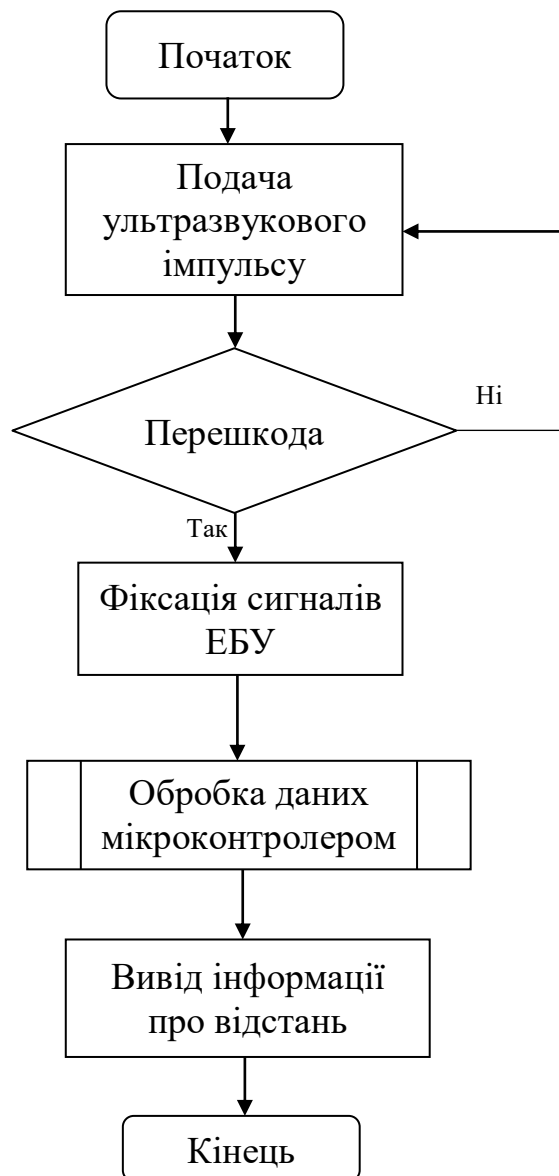 Початок
Подача
ультразвукового
імпульсу
Перешкода
Ні
Так
Фіксація сигналів
ЕБУ
Обробка даних
мікроконтролером
Вивід інформації
про відстань
Кінець